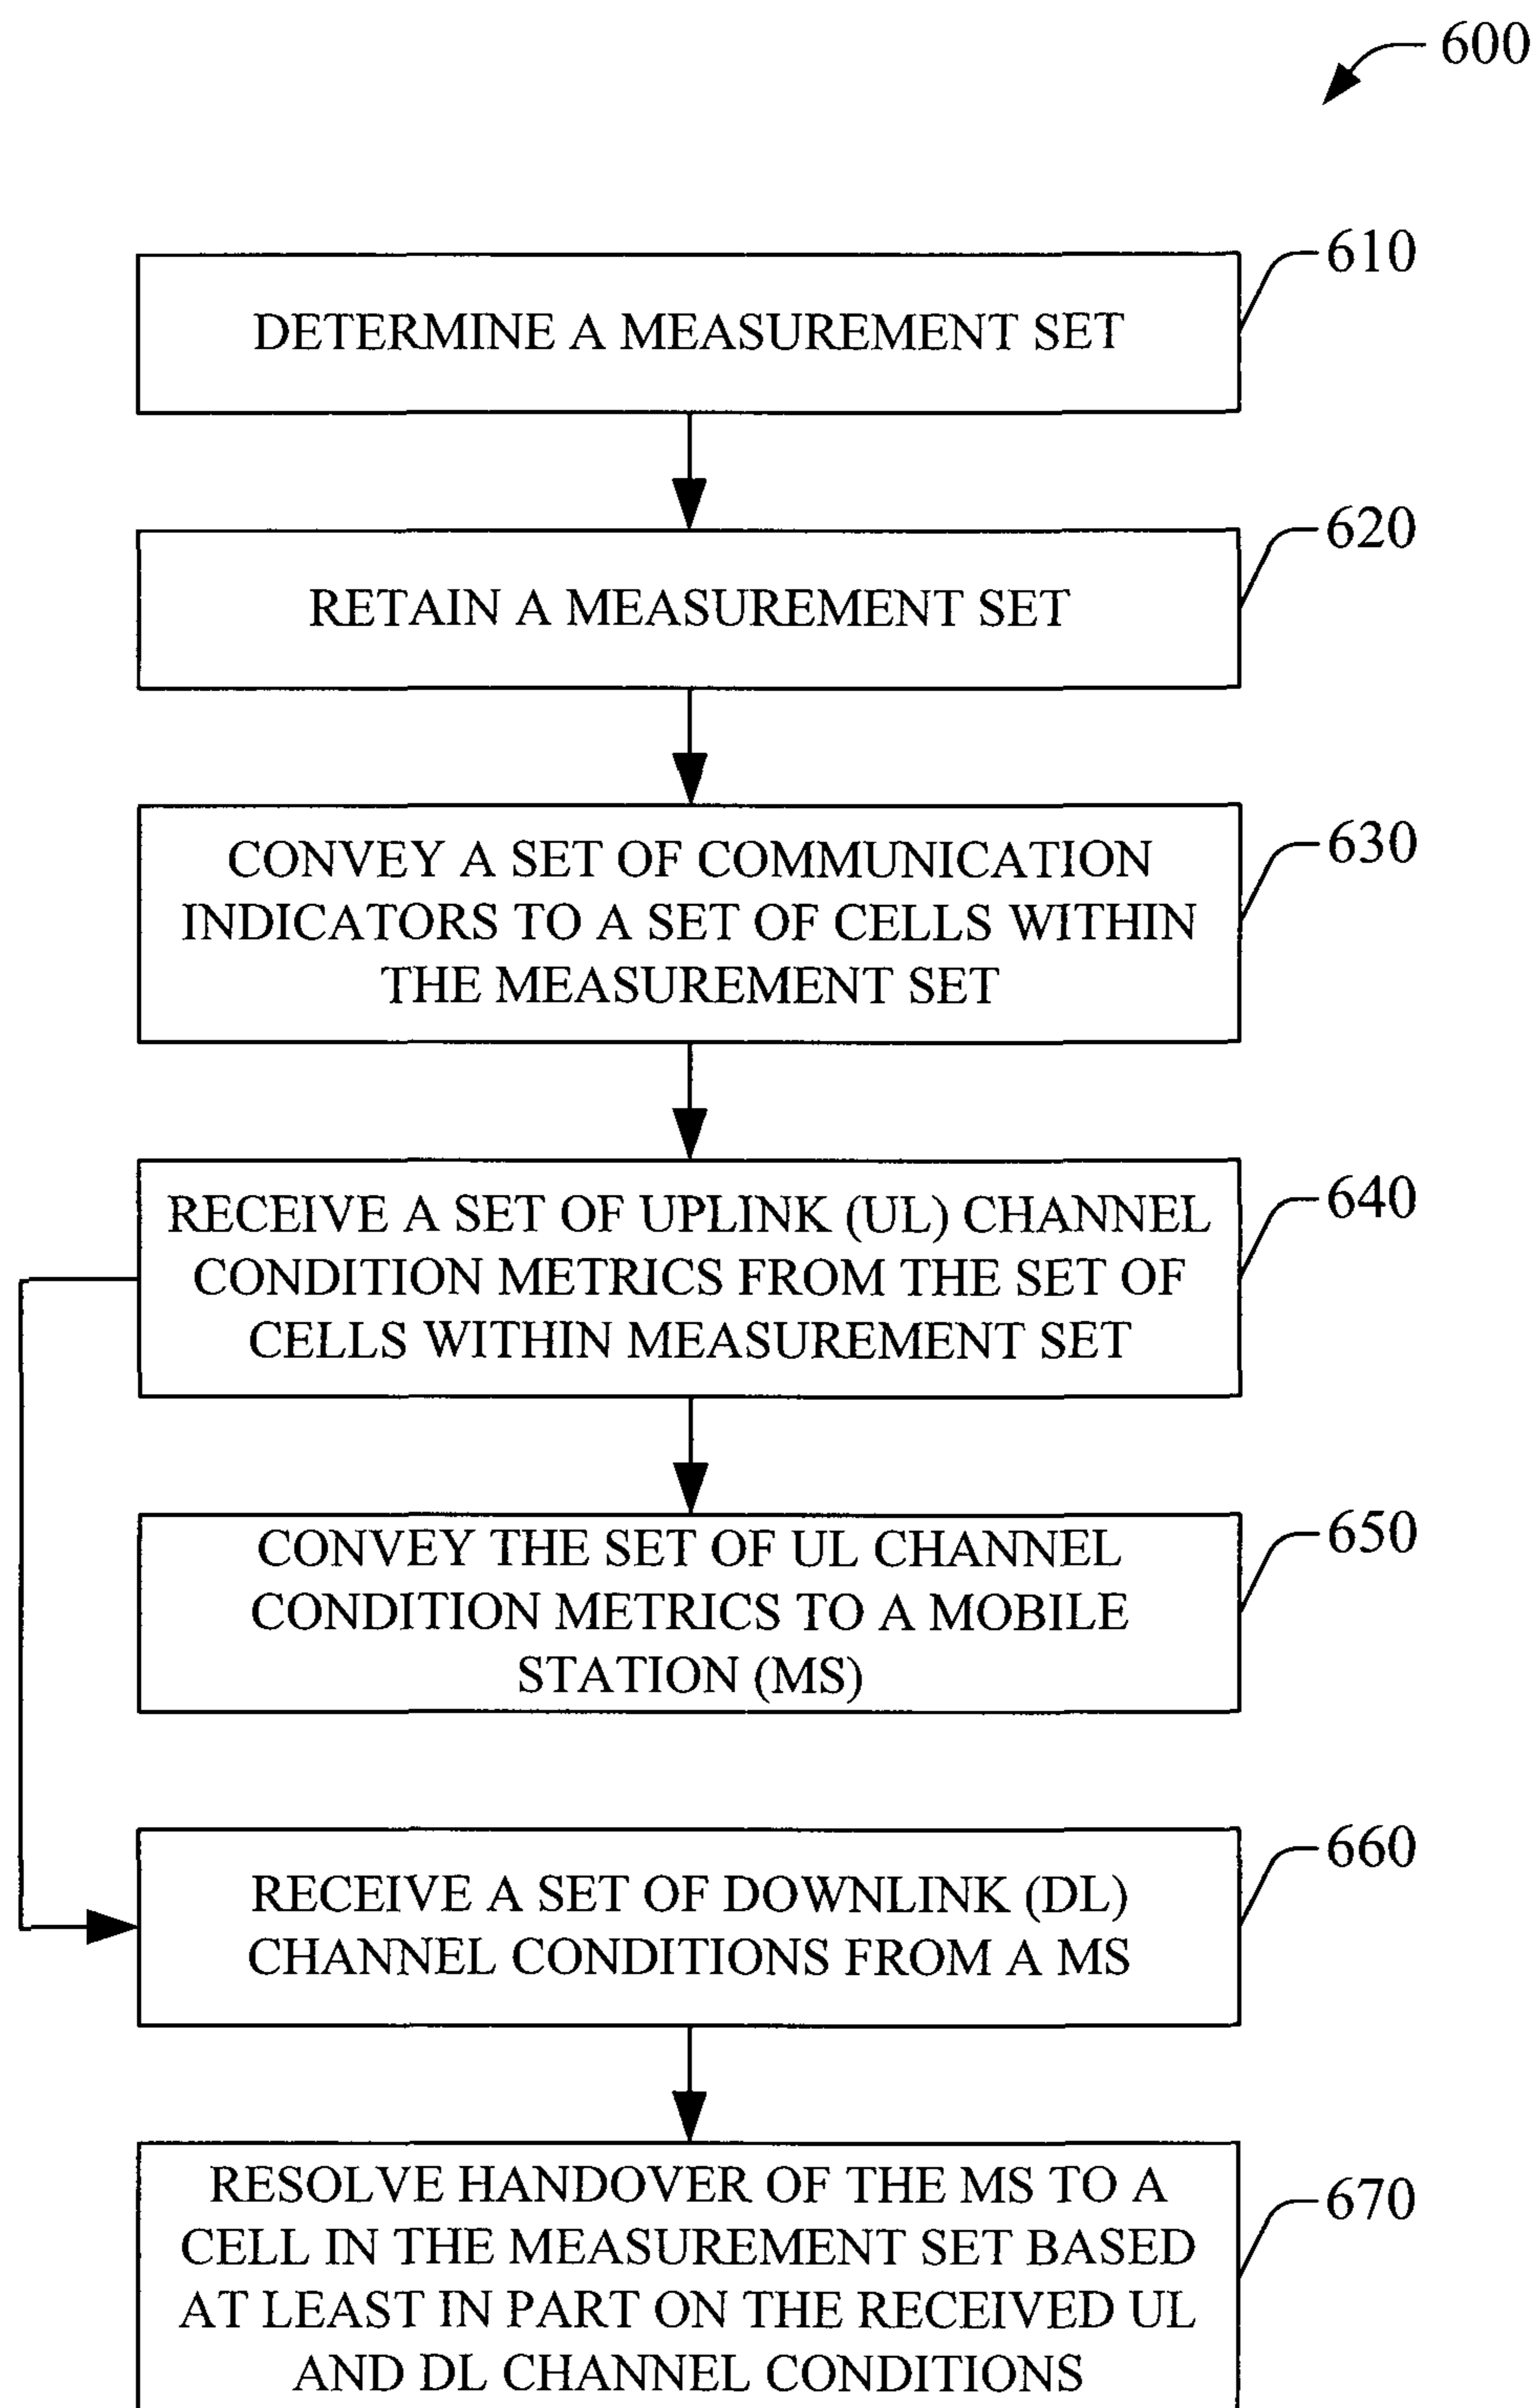 600
610
DETERMINE A MEASUREMENT SET
620
RETAIN A MEASUREMENT SET
630
CONVEY A SET OF COMMUNICATION
INDICATORS TO A SET OF CELLS WITHIN
THE MEASUREMENT SET
640
RECEIVE A SET OF UPLINK (UL) CHANNEL
CONDITION METRICS FROM THE SET OF
CELLS WITHIN MEASUREMENT SET
650
CONVEY THE SET OF UL CHANNEL
CONDITION METRICS TO A MOBILE
STATION (MS)
660
RECEIVE A SET OF DOWNLINK (DL)
CHANNEL CONDITIONS FROM A MS
670
RESOLVE HANDOVER OF THE MS TO A
CELL IN THE MEASUREMENT SET BASED
AT LEAST IN PART ON THE RECEIVED UL
AND DL CHANNEL CONDITIONS